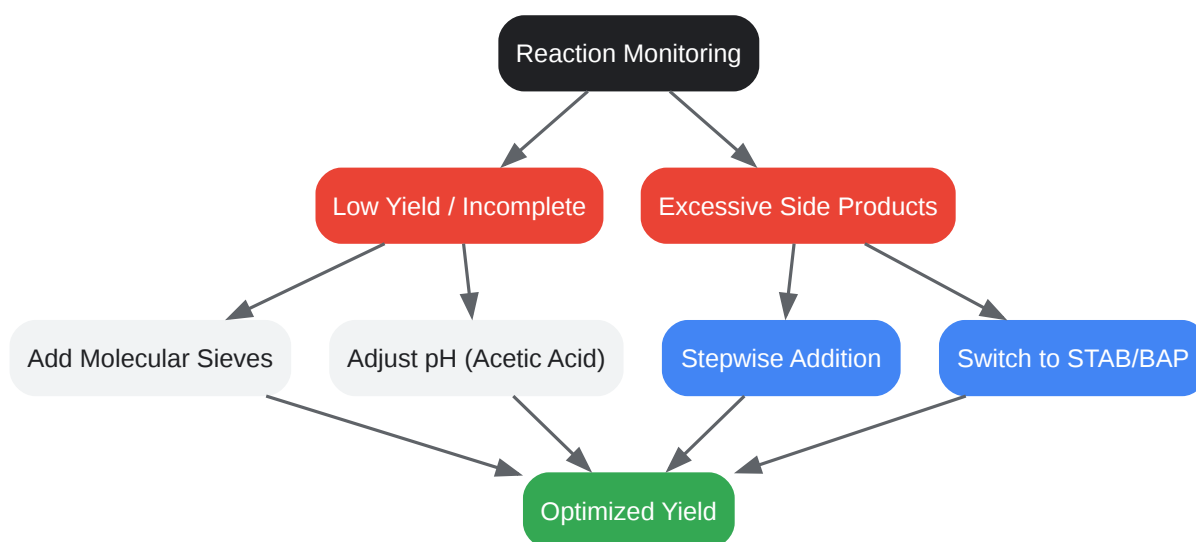 Reaction Monitoring
Low Yield / Incomplete
Excessive Side Products
Add Molecular Sieves
Adjust pH (Acetic Acid)
Stepwise Addition
Switch to STAB/BAP
Optimized Yield